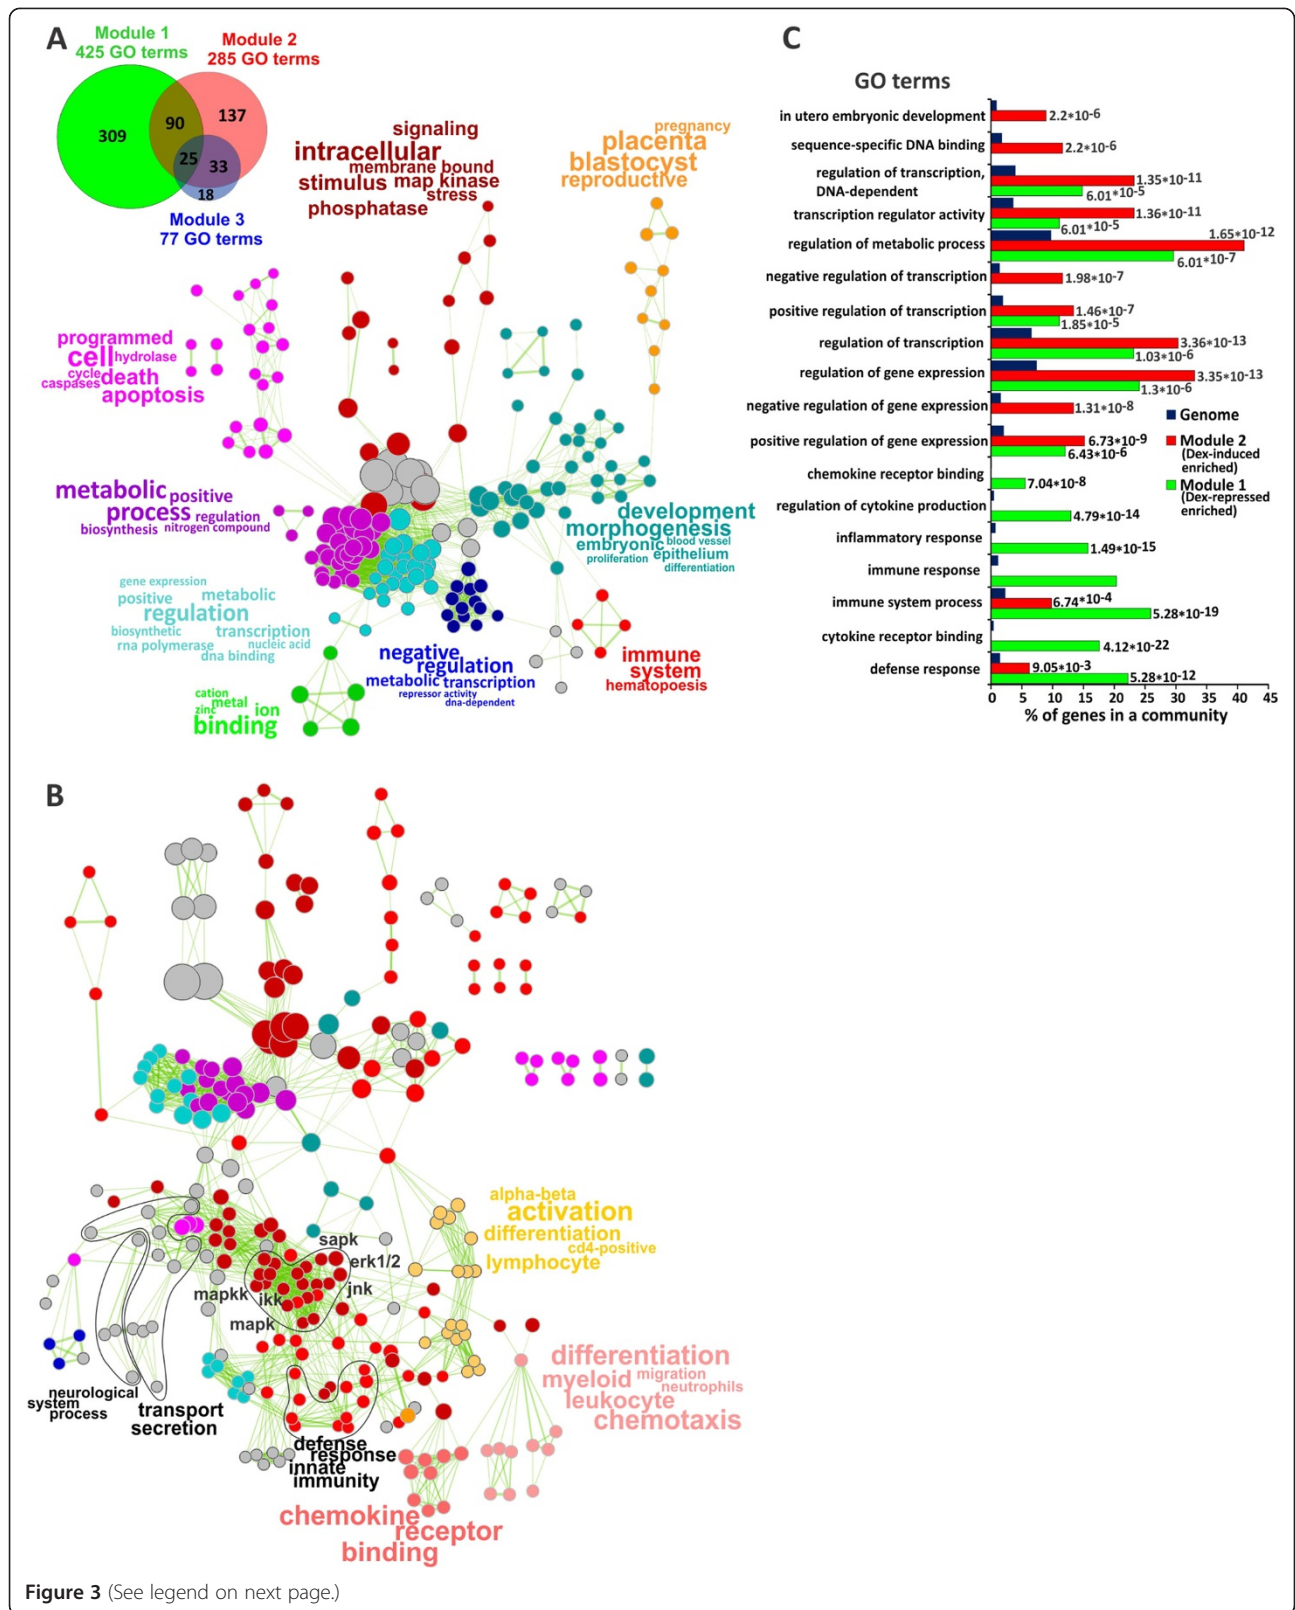 A
Module 1
425 GO terms
Module 2
285 GO terms
309
90
137
25
33
18
Module 3
77 GO terms
signaling
intracellular
membrane bound
stimulus map kinase
stress
phosphatase
pregnancy
placenta
blastocyst
reproductive
programmed
cell hydrolase
cycle
caspases death
apoptosis
metabolic positive
process regulation
biosynthesis nitrogen compound
gene expression
positive metabolic
regulation
biosynthetic transcription
rna polymerase nucleic acid
dna binding
cation
metal
zinc ion
binding
negative
regulation
metabolic transcription
repressor activity
dna-dependent
development
morphogenesis
embryonic blood vessel
proliferation epithelium
differentiation
immune
system
hematopoesis
C
GO terms
in utero embryonic development
2.2*10-6
sequence-specific DNA binding
2.2*10-6
regulation of transcription,
DNA-dependent
1.35*10-11
6.01*10-5
transcription regulator activity
1.36*10-11
6.01*10-5
regulation of metabolic process
1.65*10-12
6.01*10-7
negative regulation of transcription
1.98*10-7
positive regulation of transcription
1.46*10-7
1.85*10-5
regulation of transcription
3.36*10-13
1.03*10-6
regulation of gene expression
3.35*10-13
1.3*10-6
negative regulation of gene expression
1.31*10-8
positive regulation of gene expression
6.73*10-9
6.43*10-6
chemokine receptor binding
7.04*10-8
regulation of cytokine production
4.79*10-14
inflammatory response
1.49*10-15
immune response
immune system process
6.74*10-4
5.28*10-19
cytokine receptor binding
4.12*10-22
defense response
9.05*10-3
5.28*10-12
Genome
Module 2
(Dex-induced
enriched)
Module 1
(Dex-repressed
enriched)
0 5 10 15 20 25 30 35 40 45
% of genes in a community
B
sapk
erk1/2
jnk
mapkk
ikk
mapk
alpha-beta
activation
differentiation
cd4-positive
lymphocyte
neurological
system
process
transport
secretion
defense
response
innate
immunity
differentiation
myeloid migration
neutrophils
leukocyte
chemotaxis
chemokine
receptor
binding
Figure 3 (See legend on next page.)